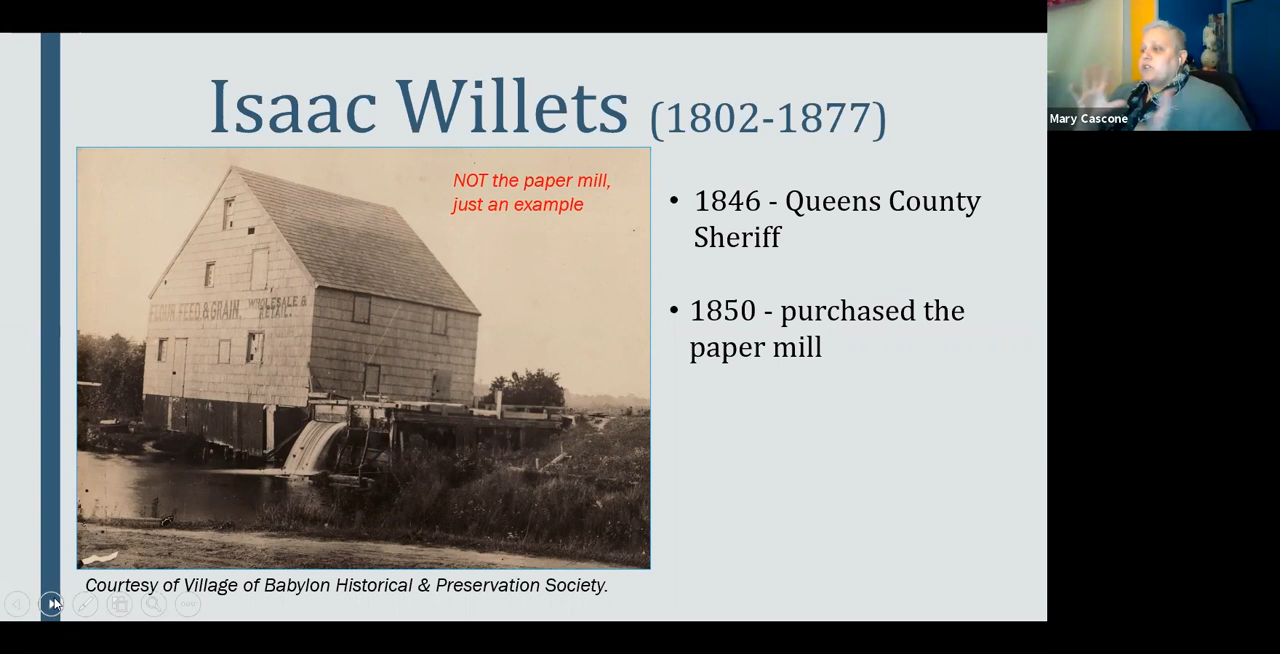 Isaac Willets (1802-1877)
NOT the paper mill,
just an example
FLOUR FEED & GRAIN. WHOLESALE &
RETAIL.
• 1846 - Queens County
Sheriff
• 1850 - purchased the
paper mill
Courtesy of Village of Babylon Historical & Preservation Society.
Mary Cascone